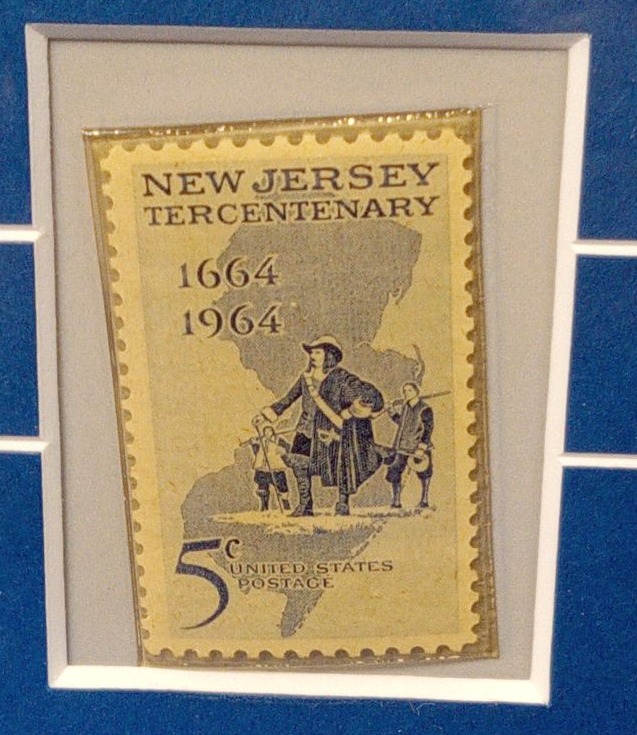 NEW JERSEY
TERCENTENARY
1664
1964
5c
UNITED STATES
POSTAGE